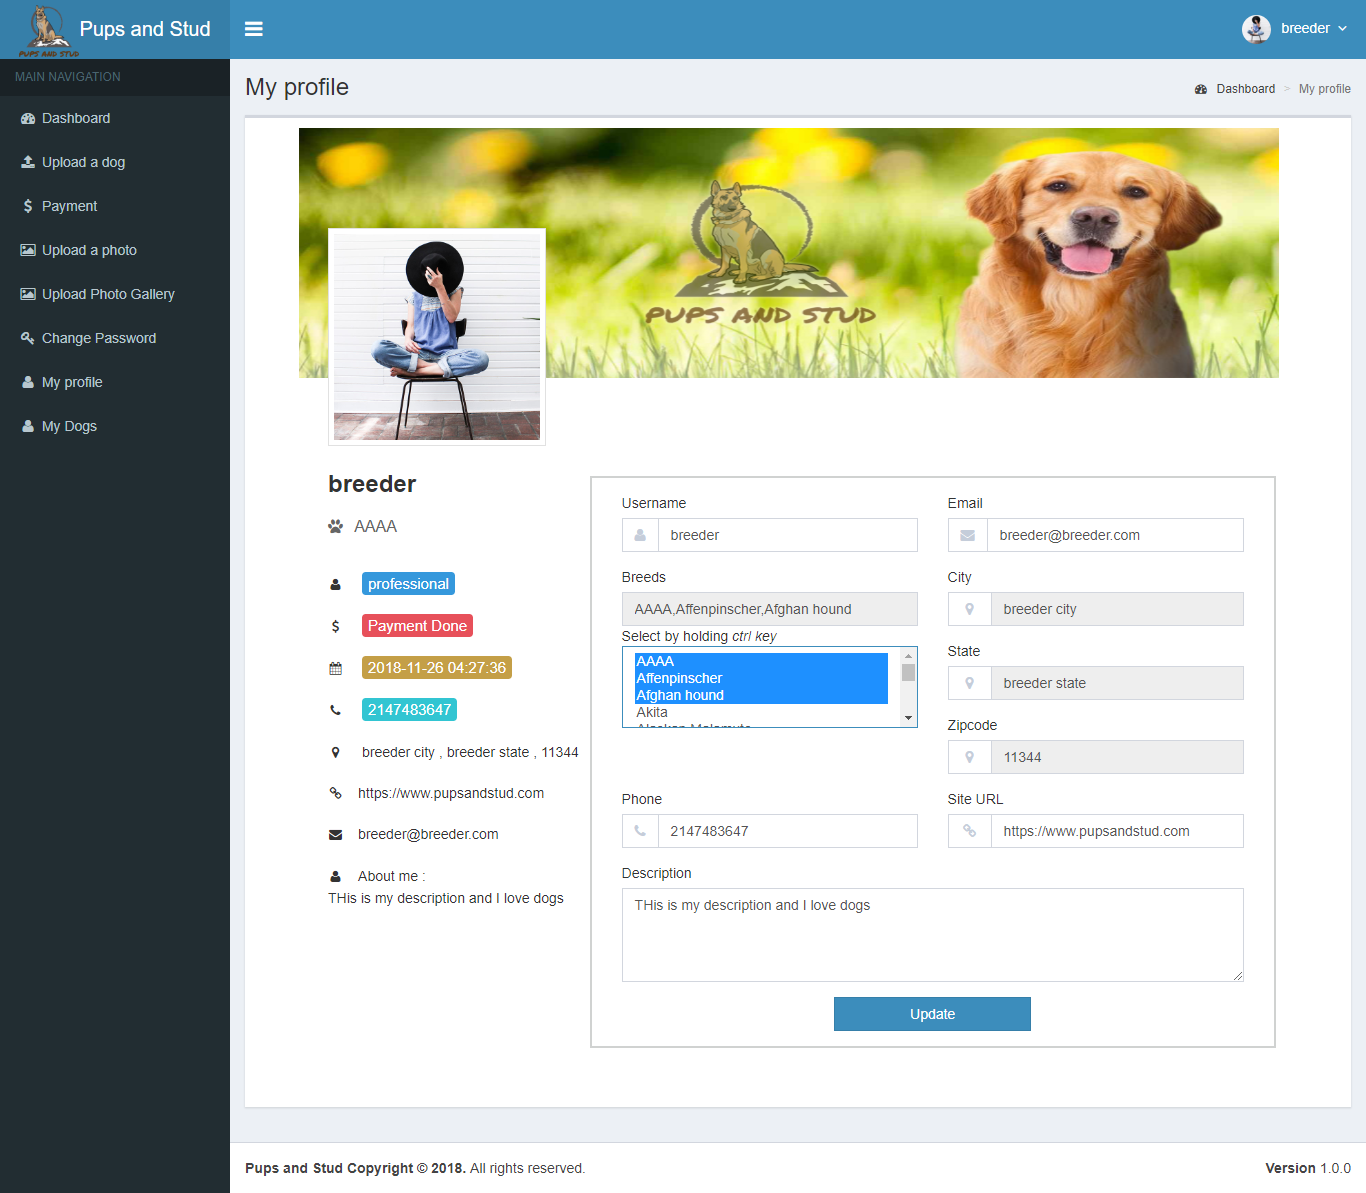 PUPS AND STUD
Pups and Stud
breeder
MAIN NAVIGATION
Dashboard
Upload a dog
Payment
Upload a photo
Upload Photo Gallery
Change Password
My profile
My Dogs
My profile
Dashboard > My profile
PUPS AND STUD
breeder
AAAA
professional
Payment Done
2018-11-26 04:27:36
2147483647
breeder city , breeder state , 11344
https://www.pupsandstud.com
breeder@breeder.com
About me :
THis is my description and I love dogs
Username
breeder
Email
breeder@breeder.com
Breeds
AAAA,Affenpinscher,Afghan hound
Select by holding ctrl key
AAAA
Affenpinscher
Afghan hound
Akita
City
breeder city
State
breeder state
Zipcode
11344
Phone
2147483647
Site URL
https://www.pupsandstud.com
Description
THis is my description and I love dogs
Update
Pups and Stud Copyright © 2018. All rights reserved.
Version 1.0.0